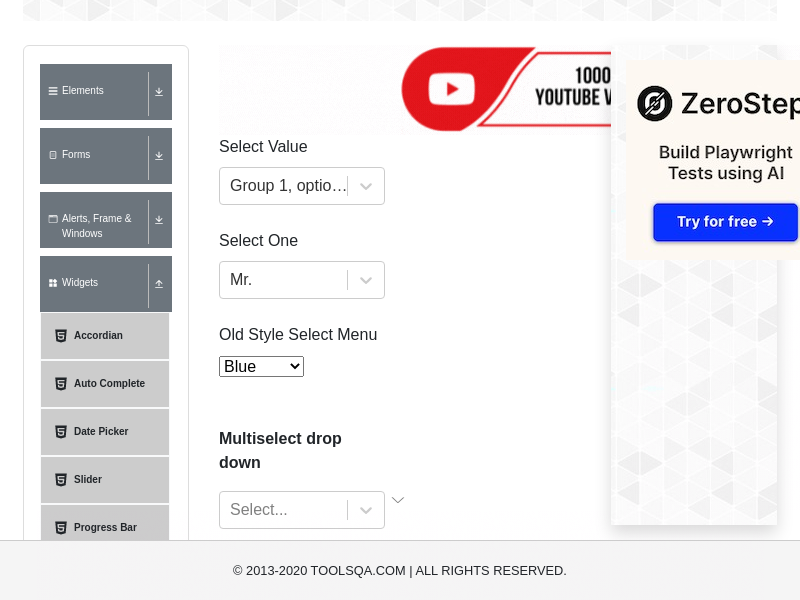 Elements
Forms
Alerts, Frame &
Windows
Widgets
Accordian
Auto Complete
Date Picker
Slider
Progress Bar
1000
YOUTUBE
Select Value
Group 1, optio...
Select One
Mr.
Old Style Select Menu
Blue
Multiselect drop
down
Select...
ZeroStep
Build Playwright
Tests using AI
Try for free →
© 2013-2020 TOOLSQA.COM | ALL RIGHTS RESERVED.